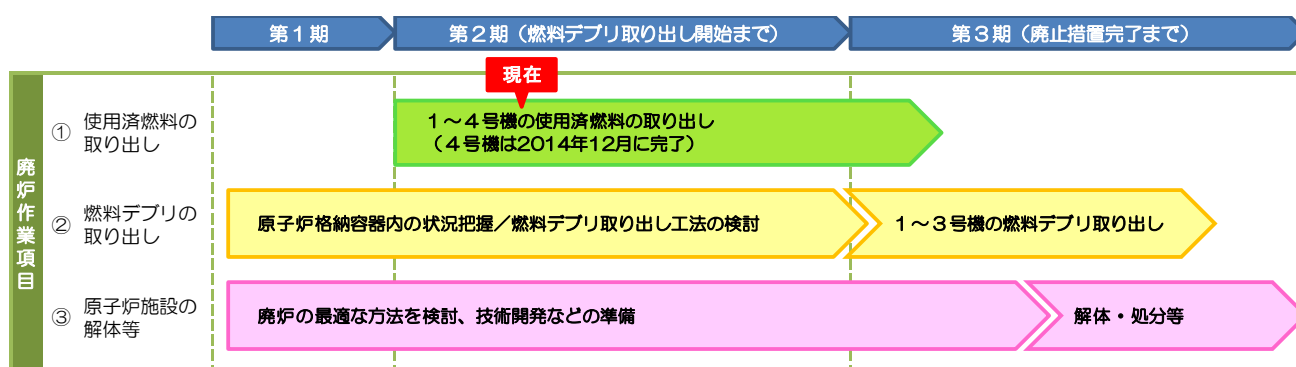 第１期
第２期（燃料デブリ取り出し開始まで）
第３期（廃止措置完了まで）
現在
廃炉作業項目
① 使用済燃料の
取り出し
１～４号機の使用済燃料の取り出し
（４号機は2014年12月に完了）
② 燃料デブリの
取り出し
原子炉格納容器内の状況把握／燃料デブリ取り出し工法の検討
１～３号機の燃料デブリ取り出し
③ 原子炉施設の
解体等
廃炉の最適な方法を検討、技術開発などの準備
解体・処分等